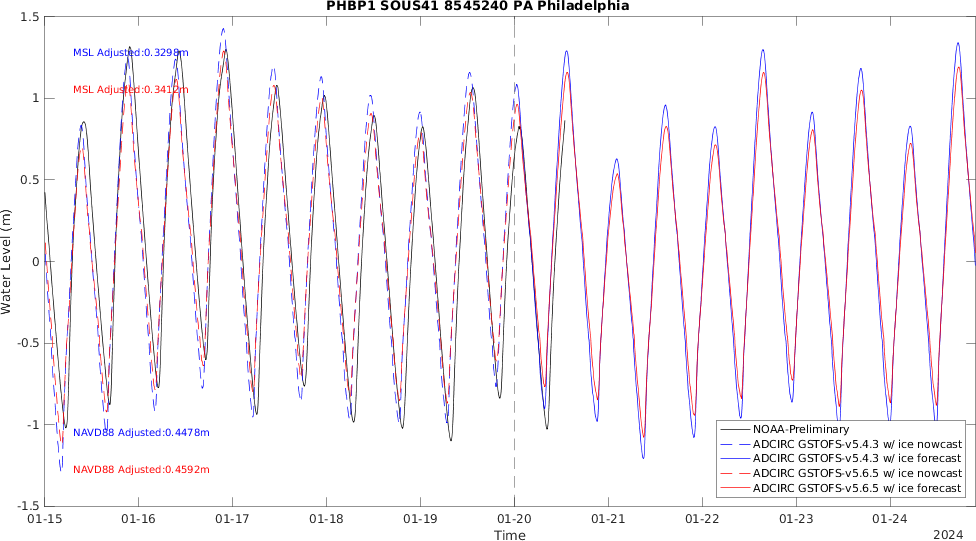 PHBP1 SOUS41 8545240 PA Philadelphia
1.5
1
0.5
0
-0.5
-1
-1.5
Water Level (m)
MSL Adjusted:0.3298m
MSL Adjusted:0.3412m
NAVD88 Adjusted:0.4478m
NAVD88 Adjusted:0.4592m
NOAA-Preliminary
ADCIRC GSTOFS-v5.4.3 w/ ice nowcast
ADCIRC GSTOFS-v5.4.3 w/ ice forecast
ADCIRC GSTOFS-v5.6.5 w/ ice nowcast
ADCIRC GSTOFS-v5.6.5 w/ ice forecast
01-15 01-16 01-17 01-18 01-19 01-20 01-21 01-22 01-23 01-24
Time
2024